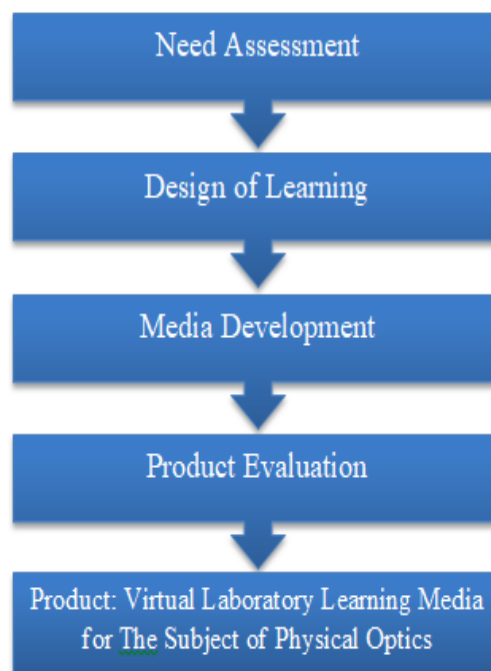 Need Assessment
Design of Learning
Media Development
Product Evaluation
Product: Virtual Laboratory Learning Media
for The Subject of Physical Optics